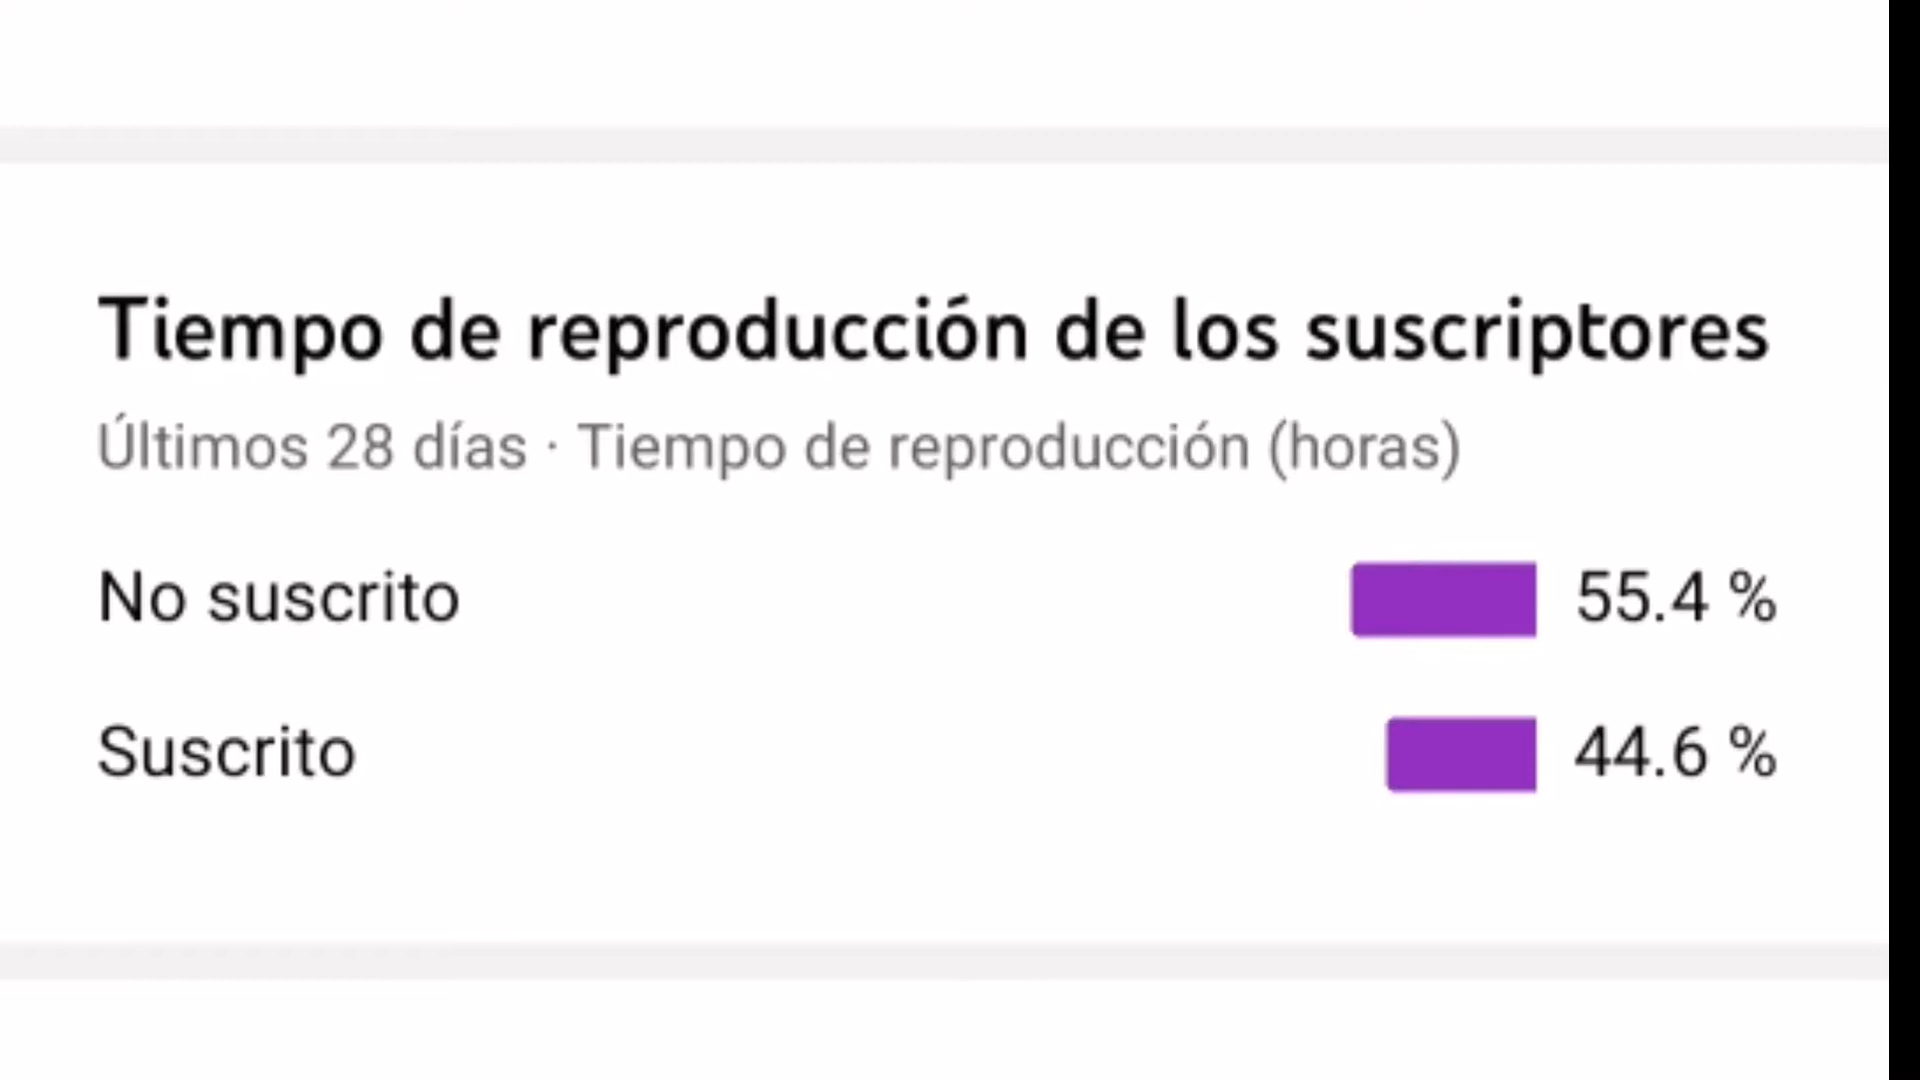 Tiempo de reproducción de los suscriptores
Últimos 28 días · Tiempo de reproducción (horas)
No suscrito 55.4 %
Suscrito 44.6 %